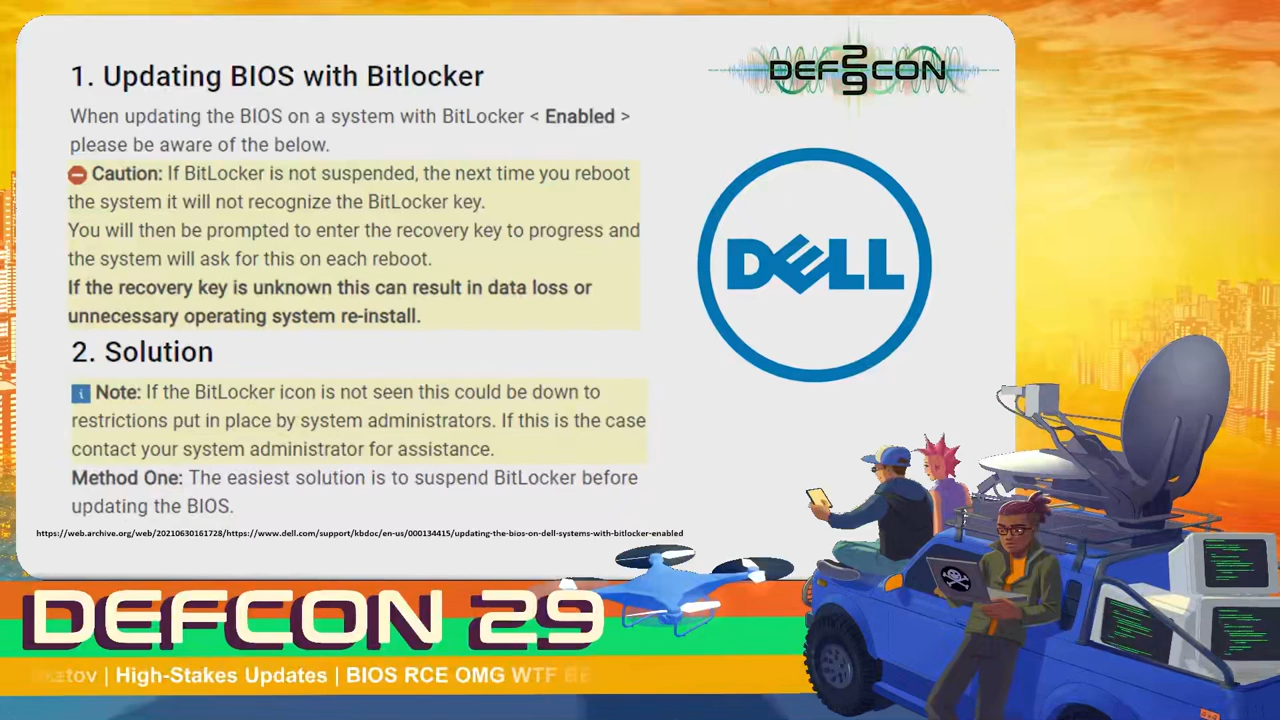 1. Updating BIOS with Bitlocker
When updating the BIOS on a system with BitLocker < Enabled >
please be aware of the below.
Caution: If BitLocker is not suspended, the next time you reboot
the system it will not recognize the BitLocker key.
You will then be prompted to enter the recovery key to progress and
the system will ask for this on each reboot.
If the recovery key is unknown this can result in data loss or
unnecessary operating system re-install.
2. Solution
Note: If the BitLocker icon is not seen this could be down to
restrictions put in place by system administrators. If this is the case
contact your system administrator for assistance.
Method One: The easiest solution is to suspend BitLocker before
updating the BIOS.
https://web.archive.org/web/20210630161728/https://www.dell.com/support/kbdoc/en-us/000134415/updating-the-bios-on-dell-systems-with-bitlocker-enabled
DEF CON 29
DELL
DEFCON 29
| High-Stakes Updates | BIOS RCE OMG WTF